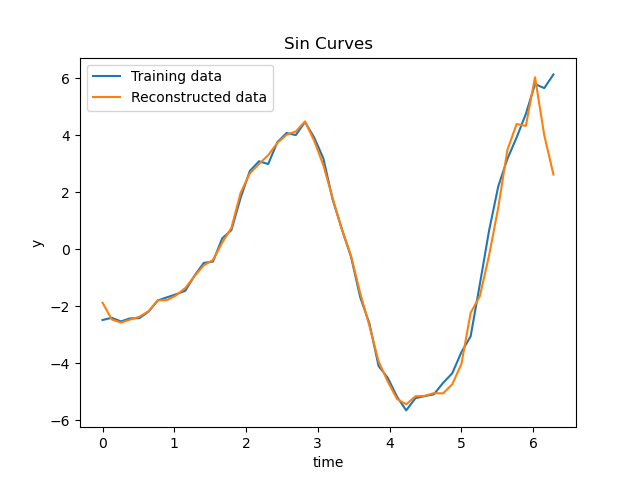 Sin Curves
Training data
Reconstructed data
6
4
2
0
−2
−4
−6
y
0 1 2 3 4 5 6
time